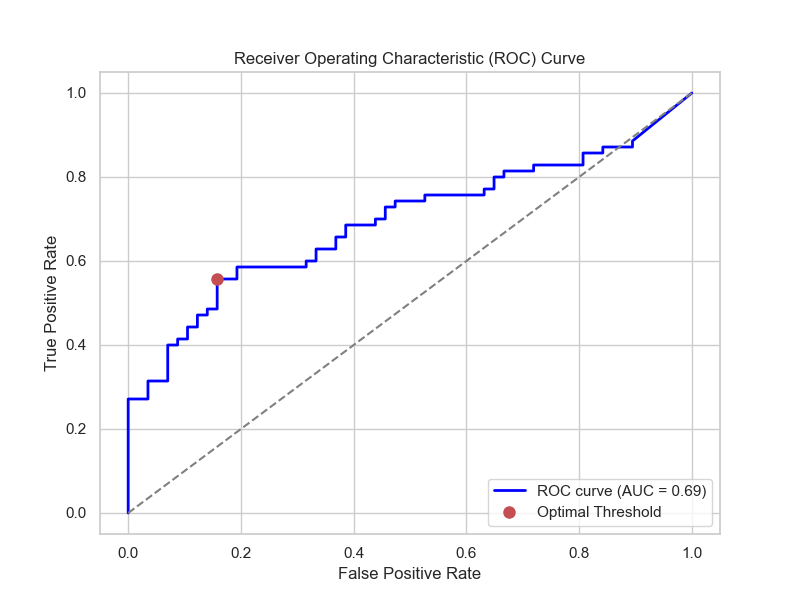 Receiver Operating Characteristic (ROC) Curve
True Positive Rate
1.0
0.8
0.6
0.4
0.2
0.0
0.0 0.2 0.4 0.6 0.8 1.0
False Positive Rate
ROC curve (AUC = 0.69)
Optimal Threshold